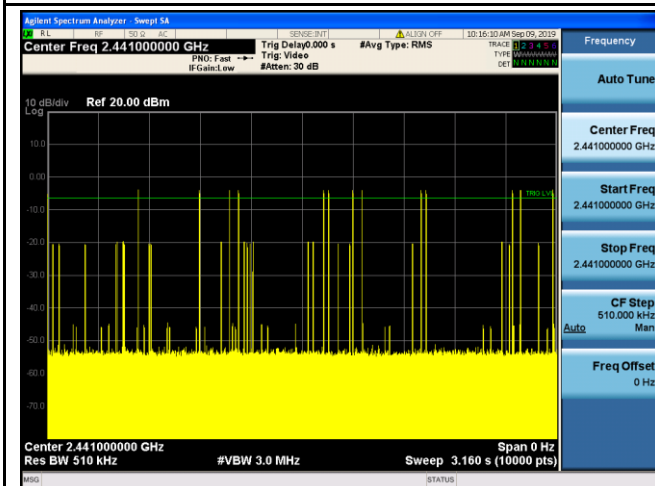 Agilent Spectrum Analyzer - Swept SA
RL RF 50 Ω AC SENSE:INT ALIGN OFF 10:16:10 AM Sep 09, 2019
Center Freq 2.441000000 GHz
Trig Delay0.000 s #Avg Type: RMS TRACE 1 2 3 4 5 6
PNO: Fast Trig: Video TYPE WWWWWW
IFGain:Low #Atten: 30 dB DET N N N N N N
10 dB/div Ref 20.00 dBm
Log
10.0
0.00
TRIG LVL
-10.0
-20.0
-30.0
-40.0
-50.0
-60.0
-70.0
Center 2.441000000 GHz Span 0 Hz
Res BW 510 kHz #VBW 3.0 MHz Sweep 3.160 s (10000 pts)
MSG STATUS
Frequency
Auto Tune
Center Freq
2.441000000 GHz
Start Freq
2.441000000 GHz
Stop Freq
2.441000000 GHz
CF Step
510.000 kHz
Auto Man
Freq Offset
0 Hz